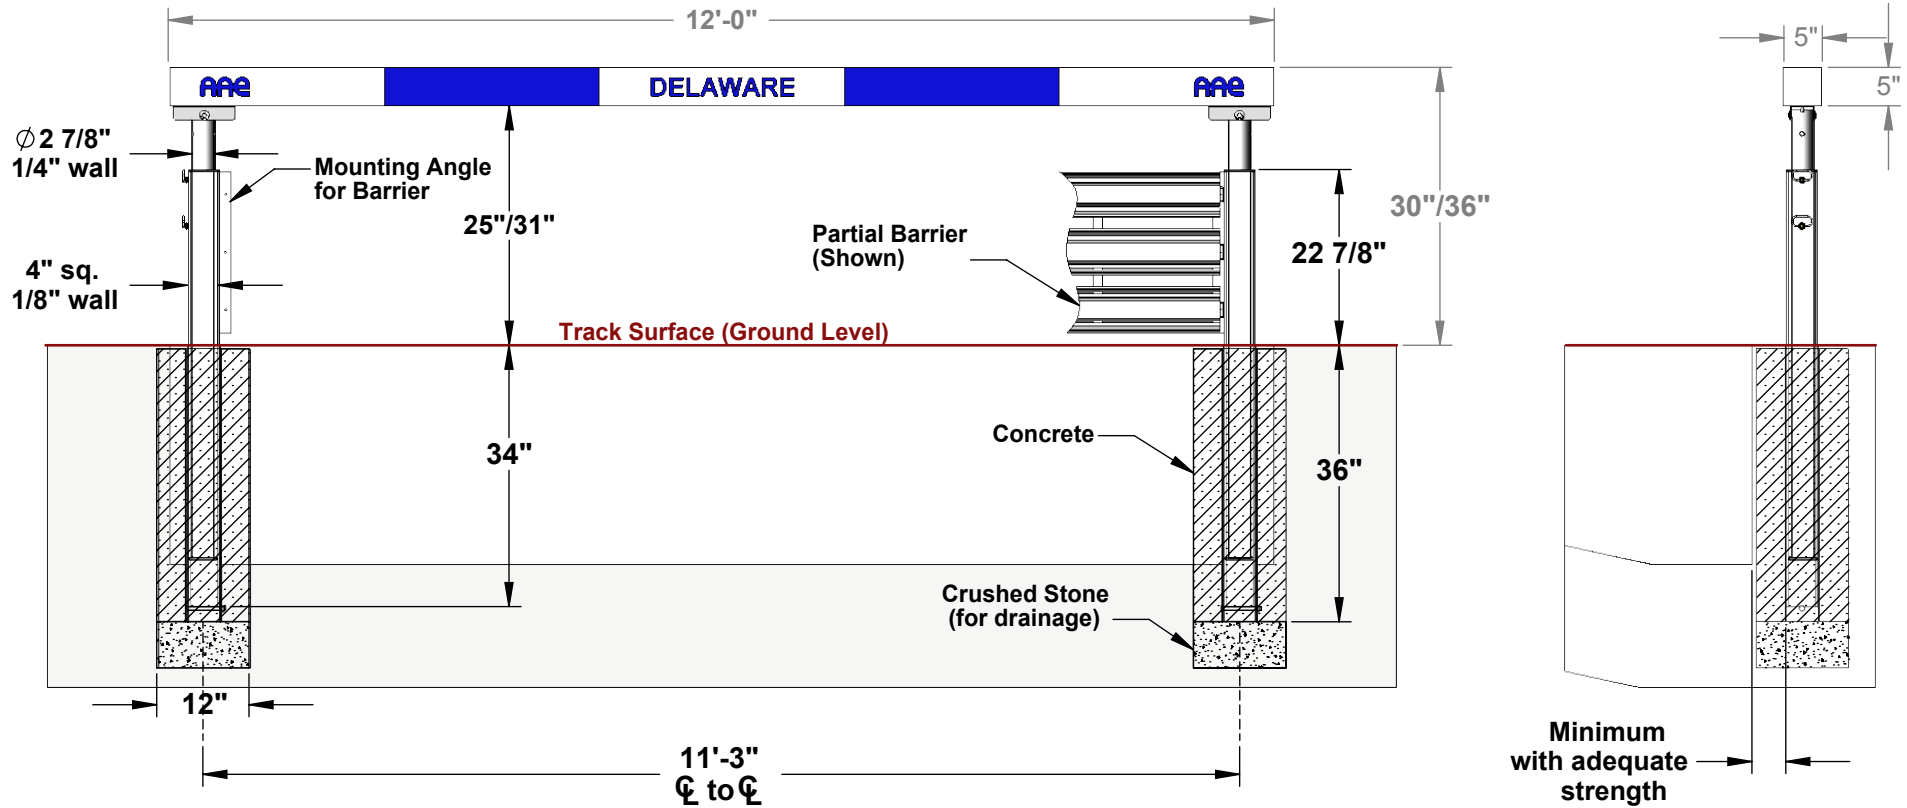 12'-0"
5"
5"
AAE
DELAWARE
AAE
∅2 7/8"
1/4" wall
Mounting Angle
for Barrier
25"/31"
30"/36"
Partial Barrier
(Shown)
22 7/8"
4" sq.
1/8" wall
Track Surface (Ground Level)
34"
Concrete
36"
Crushed Stone
(for drainage)
12"
11'-3"
℄ to ℄
Minimum
with adequate
strength